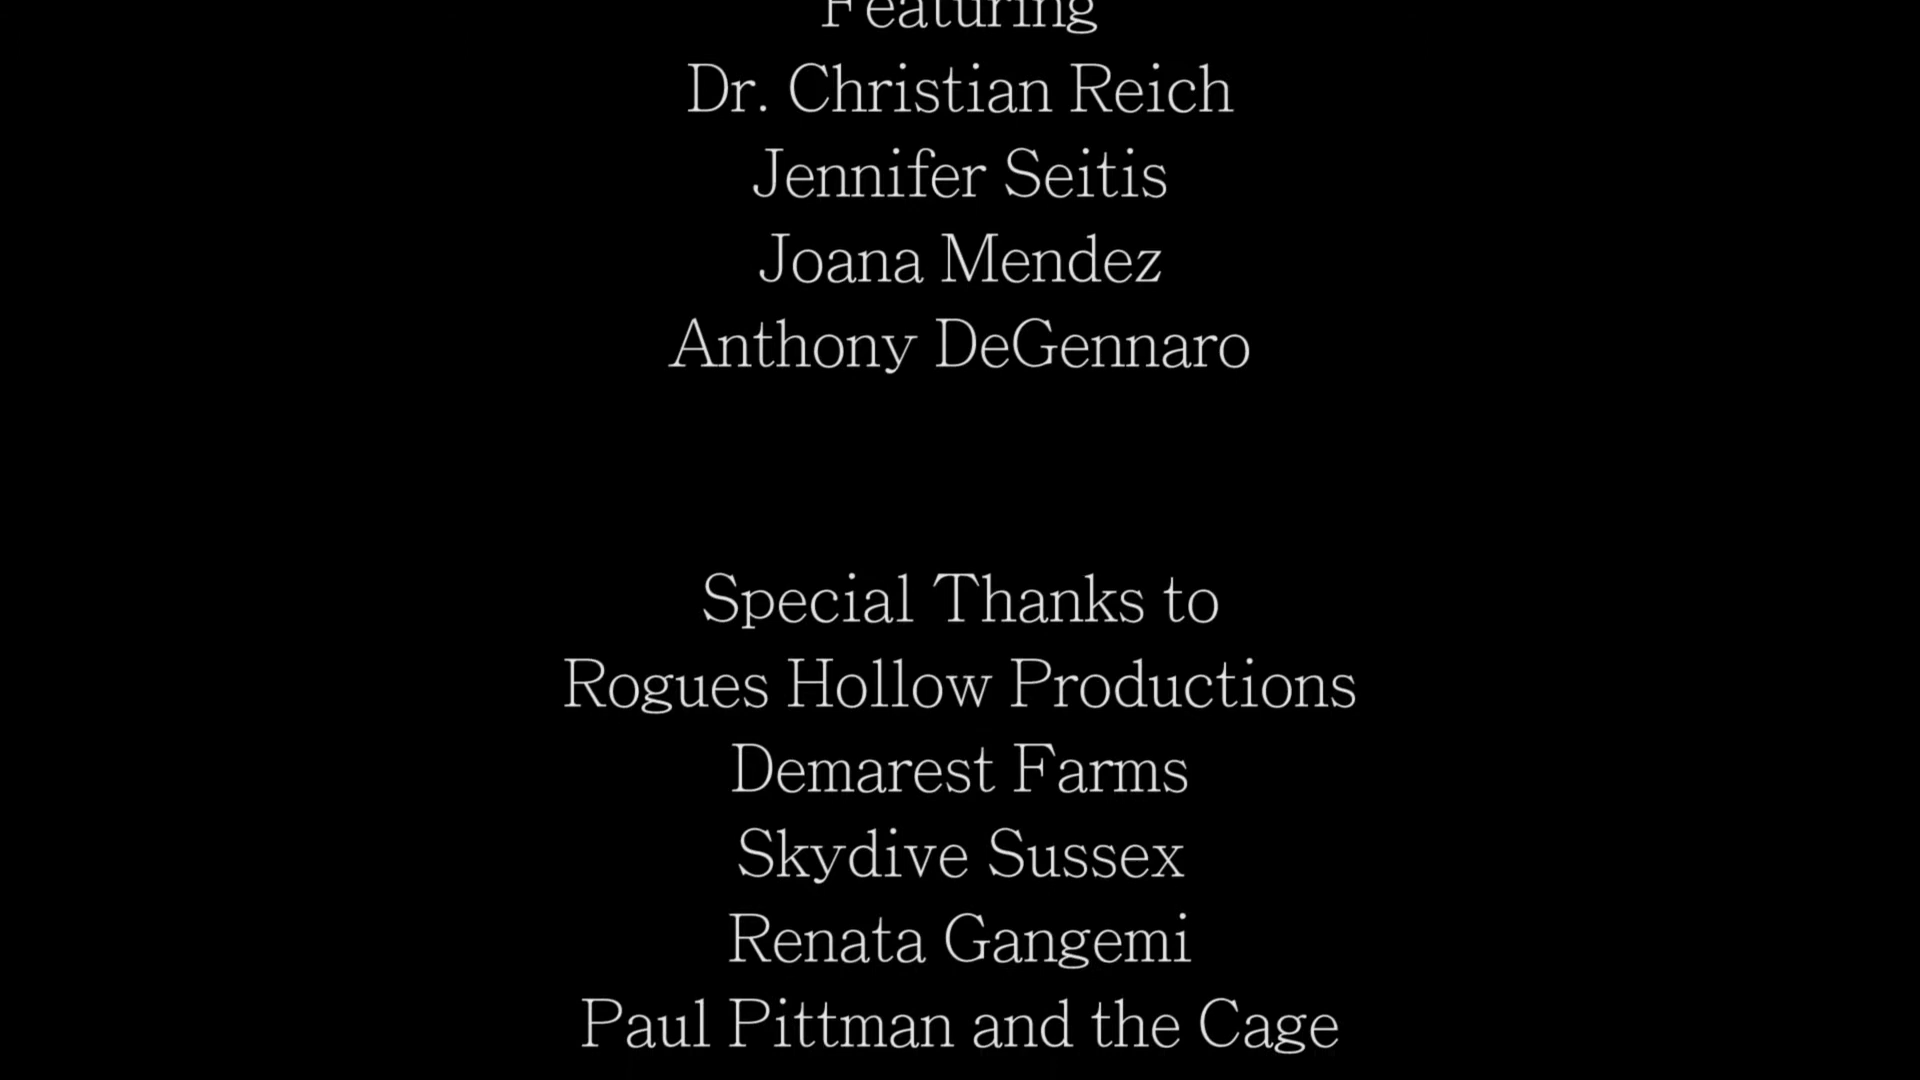 Featuring
Dr. Christian Reich
Jennifer Seitis
Joana Mendez
Anthony DeGennaro
Special Thanks to
Rogues Hollow Productions
Demarest Farms
Skydive Sussex
Renata Gangemi
Paul Pittman and the Cage